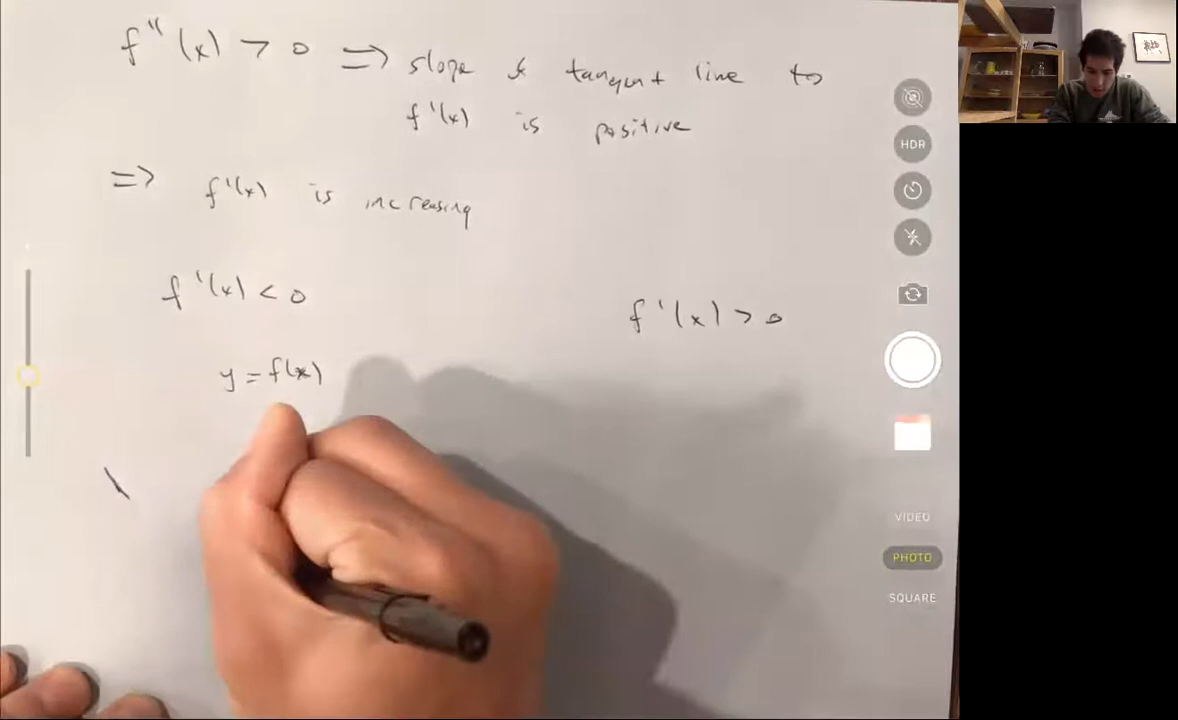 f''(x) > 0 => slope of tangent line to
f'(x) is positive
=> f'(x) is increasing
f'(x) < 0
f'(x) > 0
y = f(x)
HDR
VIDEO
PHOTO
SQUARE